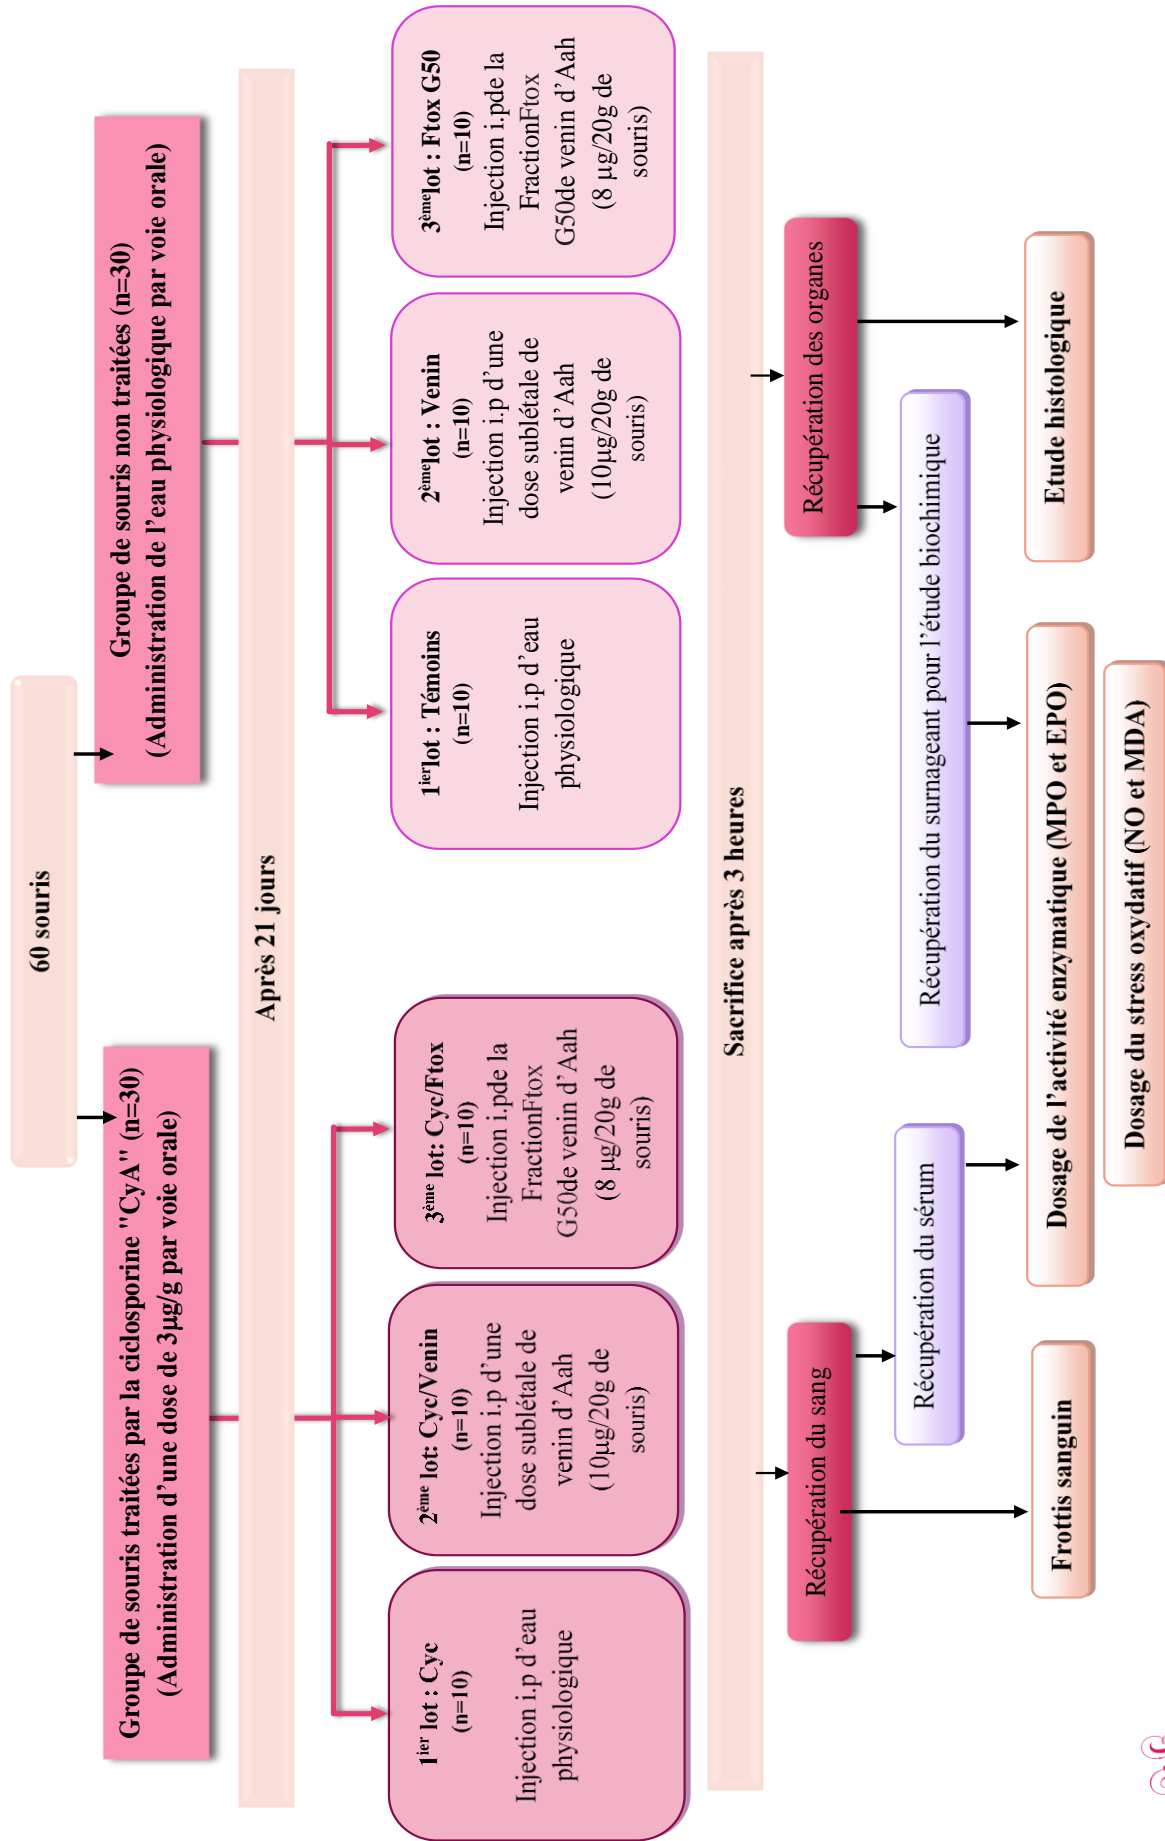 60 souris
Groupe de souris traitées par la ciclosporine "CyA" (n=30)
(Administration d'une dose de 3µg/g par voie orale)
Groupe de souris non traitées (n=30)
(Administration de l'eau physiologique par voie orale)
Après 21 jours
1ier lot : Cyc
(n=10)
Injection i.p d'eau
physiologique
2ème lot: Cyc/Venin
(n=10)
Injection i.p d'une
dose sublétale de
venin d'Aah
(10µg/20g de
souris)
3ème lot: Cyc/Ftox
(n=10)
Injection i.pde la
FractionFtox
G50de venin d'Aah
(8 µg/20g de
souris)
1ierlot : Témoins
(n=10)
Injection i.p d'eau
physiologique
2èmelot : Venin
(n=10)
Injection i.p d'une
dose sublétale de
venin d'Aah
(10µg/20g de
souris)
3èmelot : Ftox G50
(n=10)
Injection i.pde la
FractionFtox
G50de venin d'Aah
(8 µg/20g de
souris)
Sacrifice après 3 heures
Récupération du sang
Récupération des organes
Récupération du sérum
Récupération du surnageant pour l'étude biochimique
Frottis sanguin
Dosage de l'activité enzymatique (MPO et EPO)
Etude histologique
Dosage du stress oxydatif (NO et MDA)